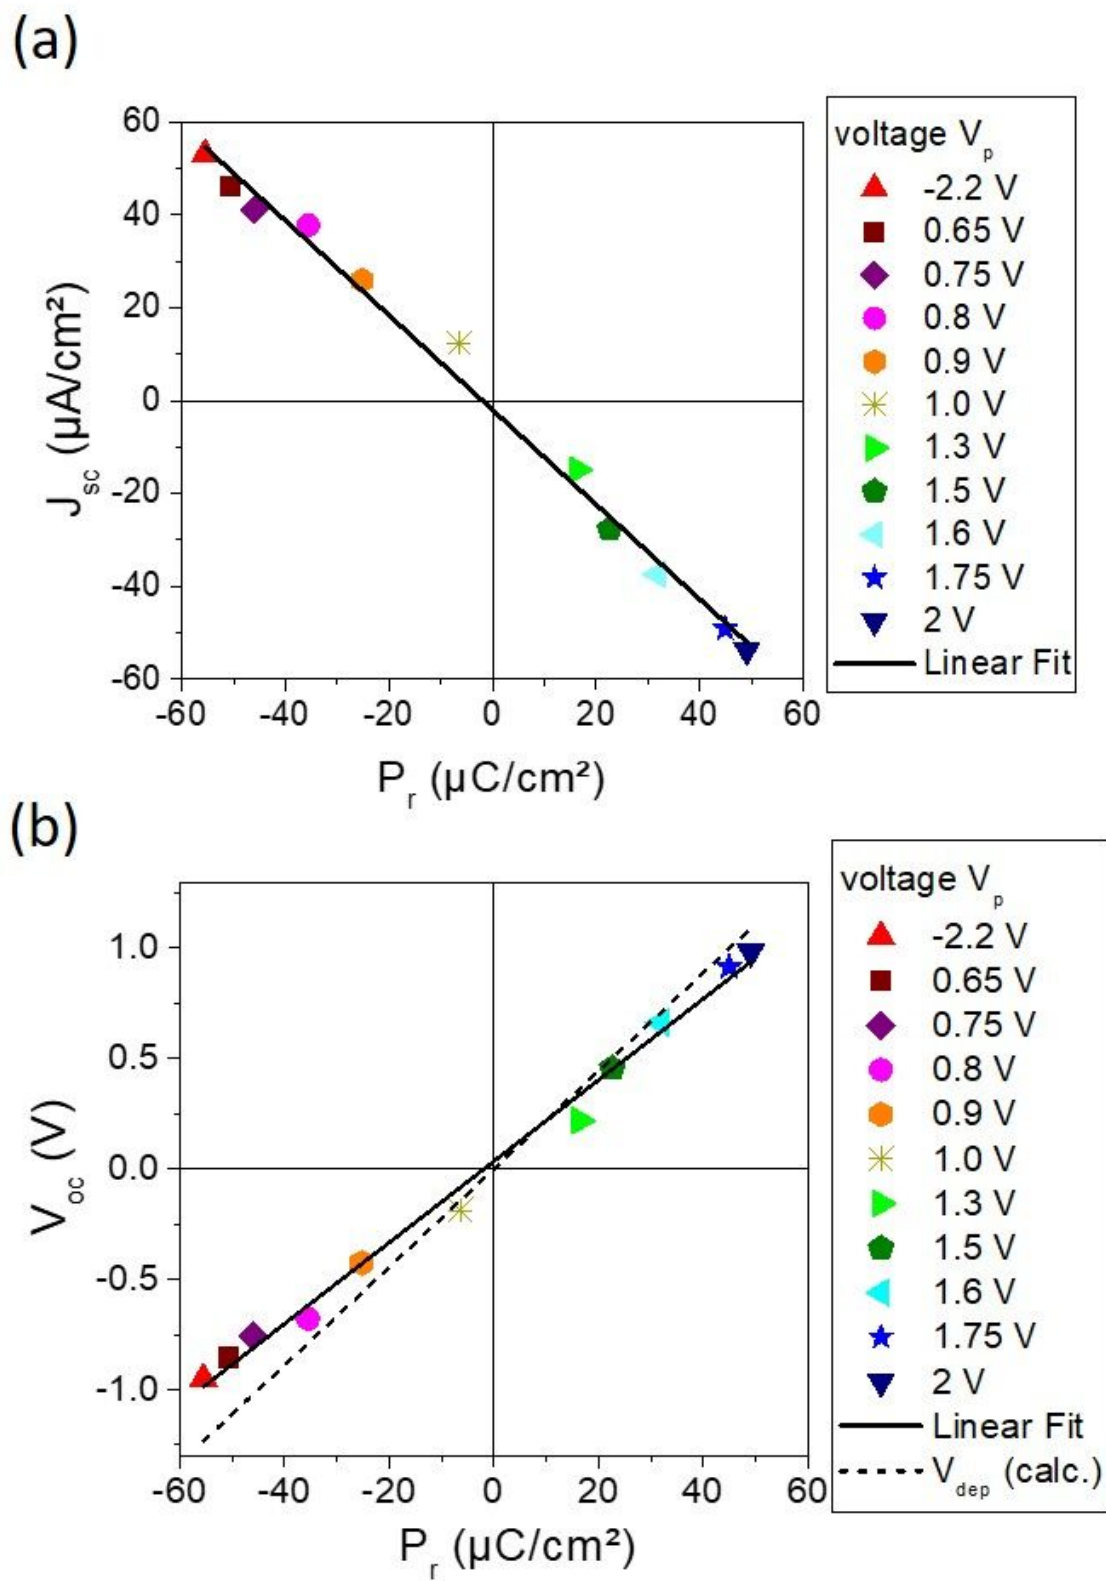 (a)
60
40
20
0
-20
-40
-60
-60
-40
-20
0
20
40
60
J_sc (µA/cm²)
P_r (µC/cm²)
voltage V_p
-2.2 V
0.65 V
0.75 V
0.8 V
0.9 V
1.0 V
1.3 V
1.5 V
1.6 V
1.75 V
2 V
Linear Fit
(b)
1.0
0.5
0.0
-0.5
-1.0
-60
-40
-20
0
20
40
60
V_oc (V)
P_r (µC/cm²)
voltage V_p
-2.2 V
0.65 V
0.75 V
0.8 V
0.9 V
1.0 V
1.3 V
1.5 V
1.6 V
1.75 V
2 V
Linear Fit
V_dep (calc.)